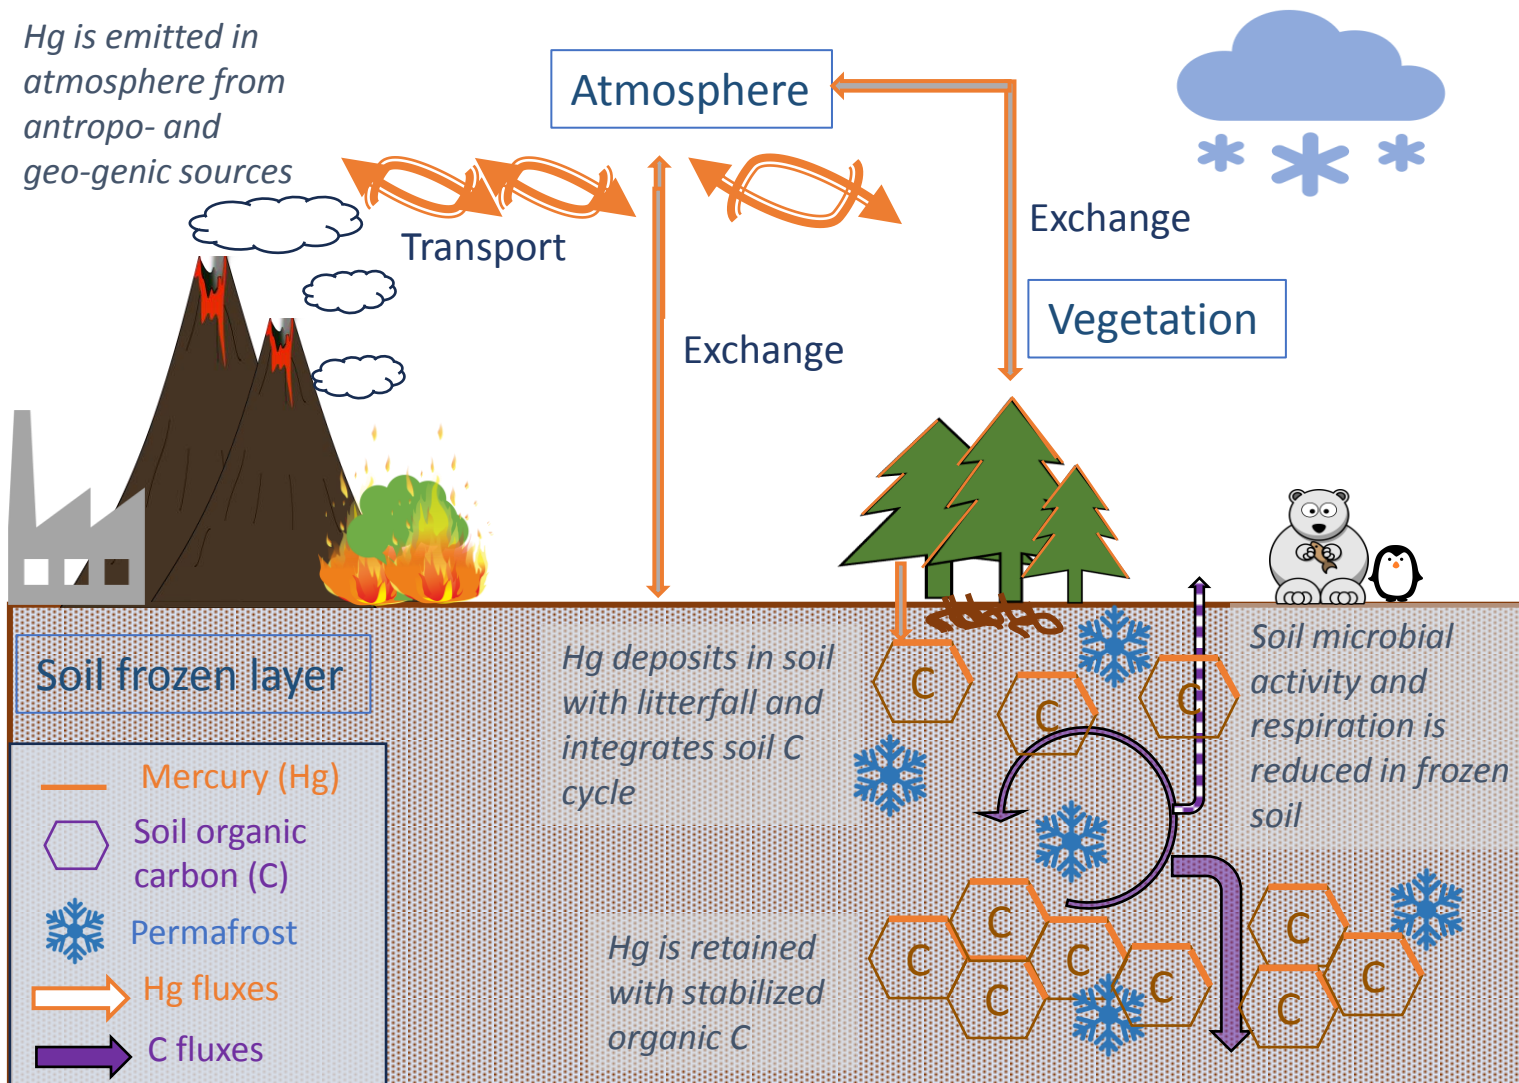 Hg is emitted in
atmosphere from
antropo- and
geo-genic sources
Atmosphere
Transport
Exchange
Exchange
Vegetation
Soil frozen layer
Hg deposits in soil
with litterfall and
integrates soil C
cycle
C
C
C
Soil microbial
activity and
respiration is
reduced in frozen
soil
Mercury (Hg)
Soil organic
carbon (C)
Permafrost
Hg fluxes
C fluxes
Hg is retained
with stabilized
organic C
C
C
C
C
C
C
C
C